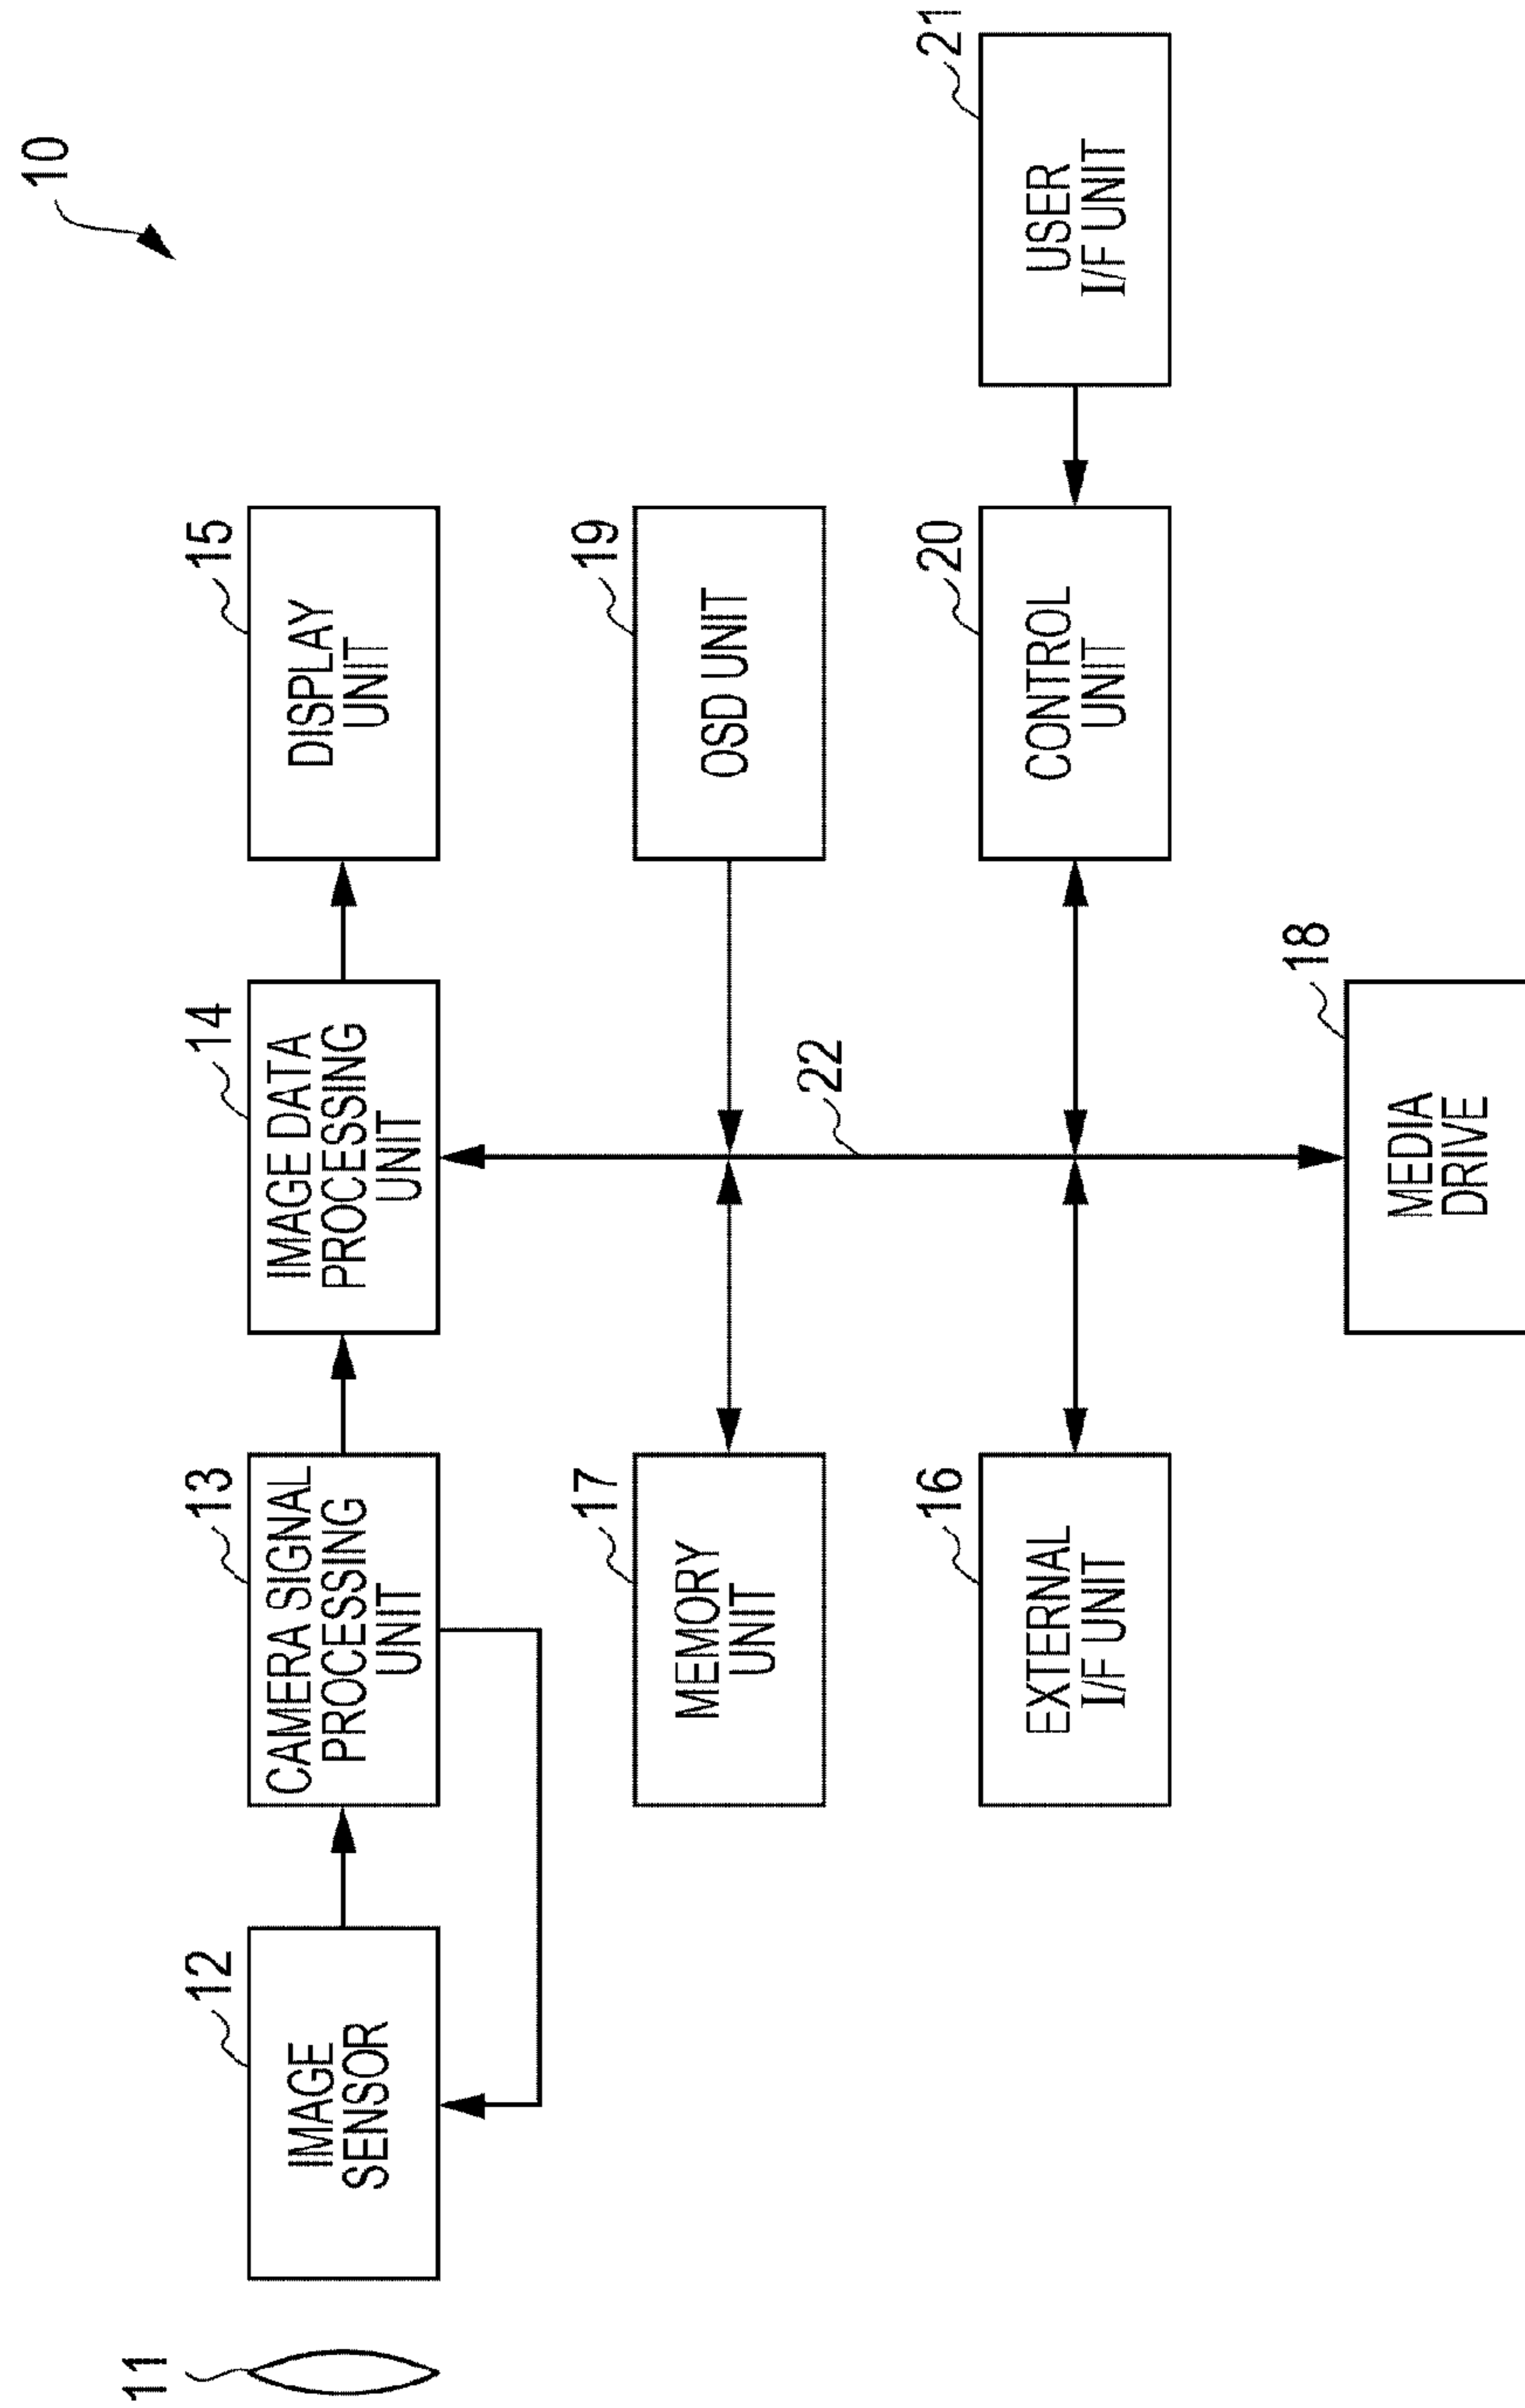 10
11
12
IMAGE
SENSOR
13
CAMERA SIGNAL
PROCESSING
UNIT
14
IMAGE DATA
PROCESSING
UNIT
15
DISPLAY
UNIT
17
MEMORY
UNIT
19
OSD UNIT
22
16
EXTERNAL
I/F UNIT
20
CONTROL
UNIT
21
USER
I/F UNIT
18
MEDIA
DRIVE